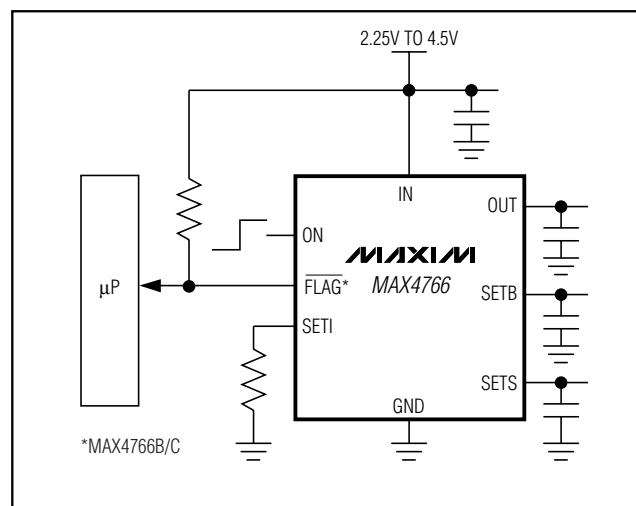 2.25V TO 4.5V
IN
OUT
ON
MAXIM
MAX4766
FLAG*
µP
SETB
SETI
SETS
GND
*MAX4766B/C